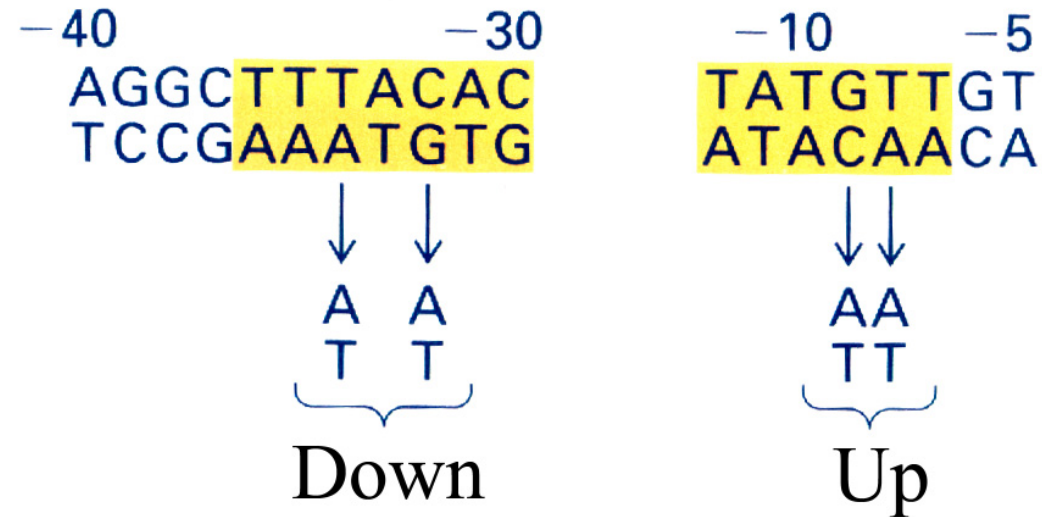 −40 −30 −10 −5
AGGCTTTACAC TATGTTGT
TCCGAAATGTG ATACAACA
A A AA
T T TT
Down Up